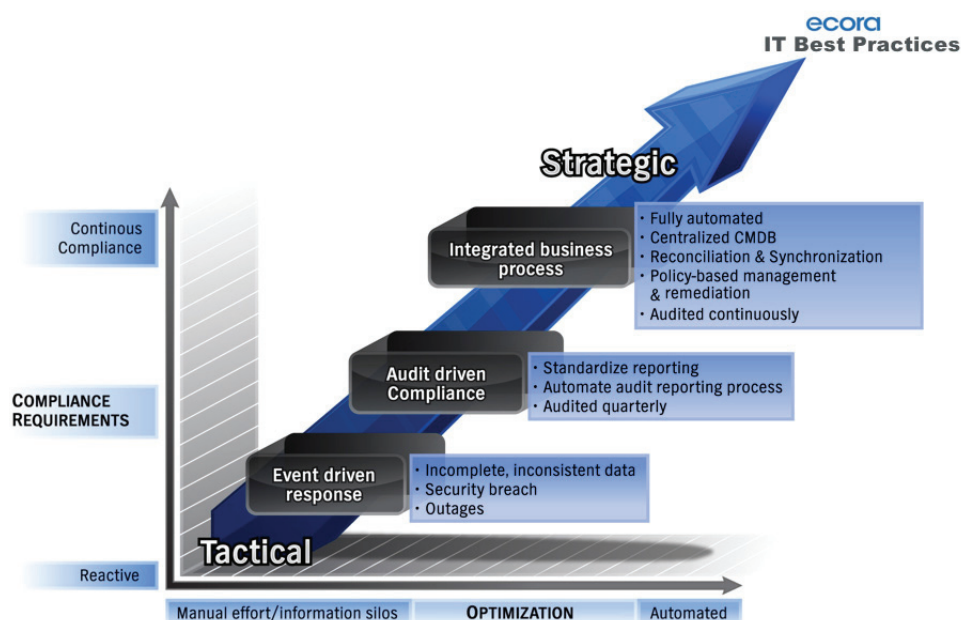 ecora
IT Best Practices
Strategic
Continous
Compliance
Integrated business
process
· Fully automated
· Centralized CMDB
· Reconciliation & Synchronization
· Policy-based management
& remediation
· Audited continuously
Audit driven
Compliance
· Standardize reporting
· Automate audit reporting process
· Audited quarterly
COMPLIANCE
REQUIREMENTS
Event driven
response
· Incomplete, inconsistent data
· Security breach
· Outages
Tactical
Reactive
Manual effort/information silos
OPTIMIZATION
Automated